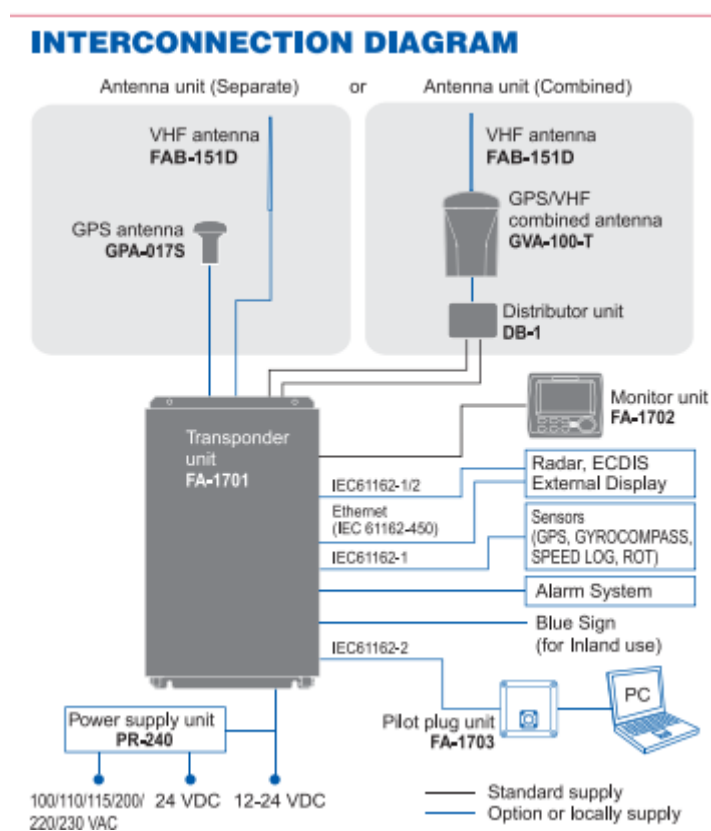 INTERCONNECTION DIAGRAM
Antenna unit (Separate)
or
Antenna unit (Combined)
VHF antenna
FAB-151D
GPS antenna
GPA-017S
VHF antenna
FAB-151D
GPS/VHF
combined antenna
GVA-100-T
Distributor unit
DB-1
Transponder
unit
FA-1701
Monitor unit
FA-1702
IEC61162-1/2
Radar, ECDIS
External Display
Ethernet
(IEC 61162-450)
IEC61162-1
Sensors
(GPS, GYROCOMPASS,
SPEED LOG, ROT)
Alarm System
Blue Sign
(for Inland use)
IEC61162-2
Pilot plug unit
FA-1703
PC
Power supply unit
PR-240
100/110/115/200/
220/230 VAC
24 VDC
12-24 VDC
Standard supply
Option or locally supply